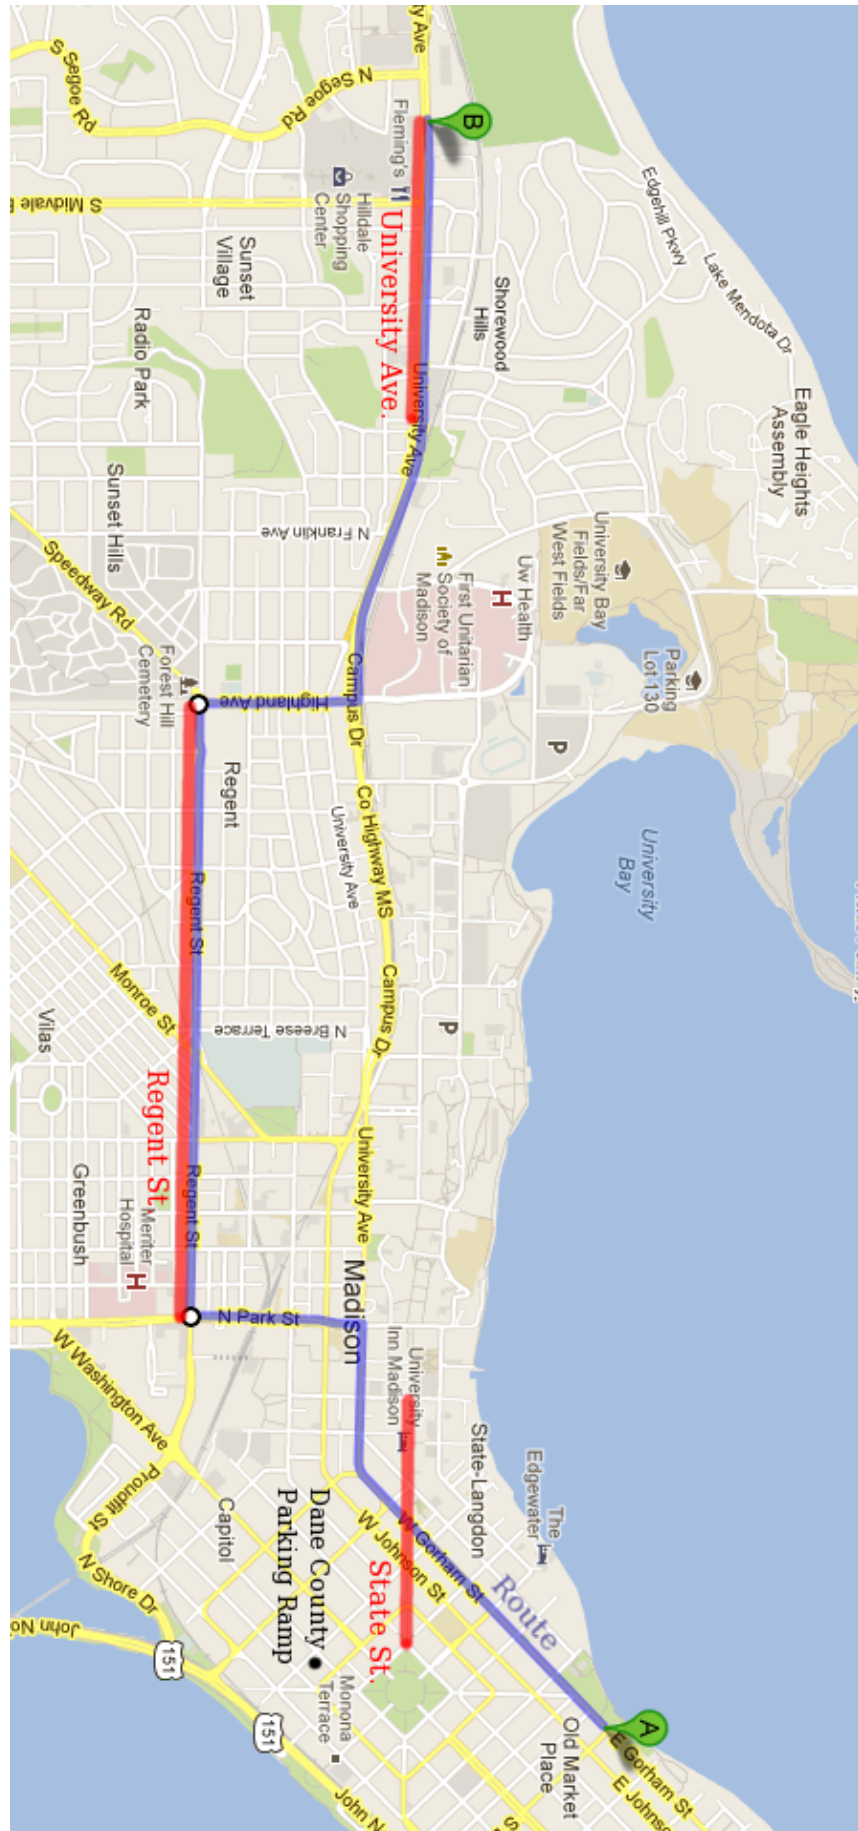 ty Ave
S Segoe Rd
N Segoe Rd
B
Fleming's
Edgehill Pkwy
Lake Mendota Dr
S Midvale B
Hilldale
Shopping
Center
Sunset
Village
University Ave.
Shorewood
Hills
Radio Park
University Ave
Eagle Heights
Assembly
Sunset Hills
N Franklin Ave
University Bay
Fields/Far
West Fields
Uw Health
H
First Unitarian
Society of
Madison
Speedway Rd
Forest Hill
Cemetery
Highland Ave
Campus Dr
Parking
Lot 130
P
Regent
University Ave
Co Highway MS
University
Bay
Regent St
Monroe St
N Breese Terrace
Campus Dr
P
Vilas
Regent St
Regent St
University Ave
Greenbush
Meriter
Hospital
H
N Park St
Madison
University
Inn Madison
W Washington Ave
State-Langdon
The
Edgewater
Proudfit St
Capitol
Dane County
Parking Ramp
W Johnson St
W Gorham St
State St.
Route
N Shore Dr
John No
151
151
Monona
Terrace
A
Old Market
Place
E Gorham St
E Johnso
John N
S